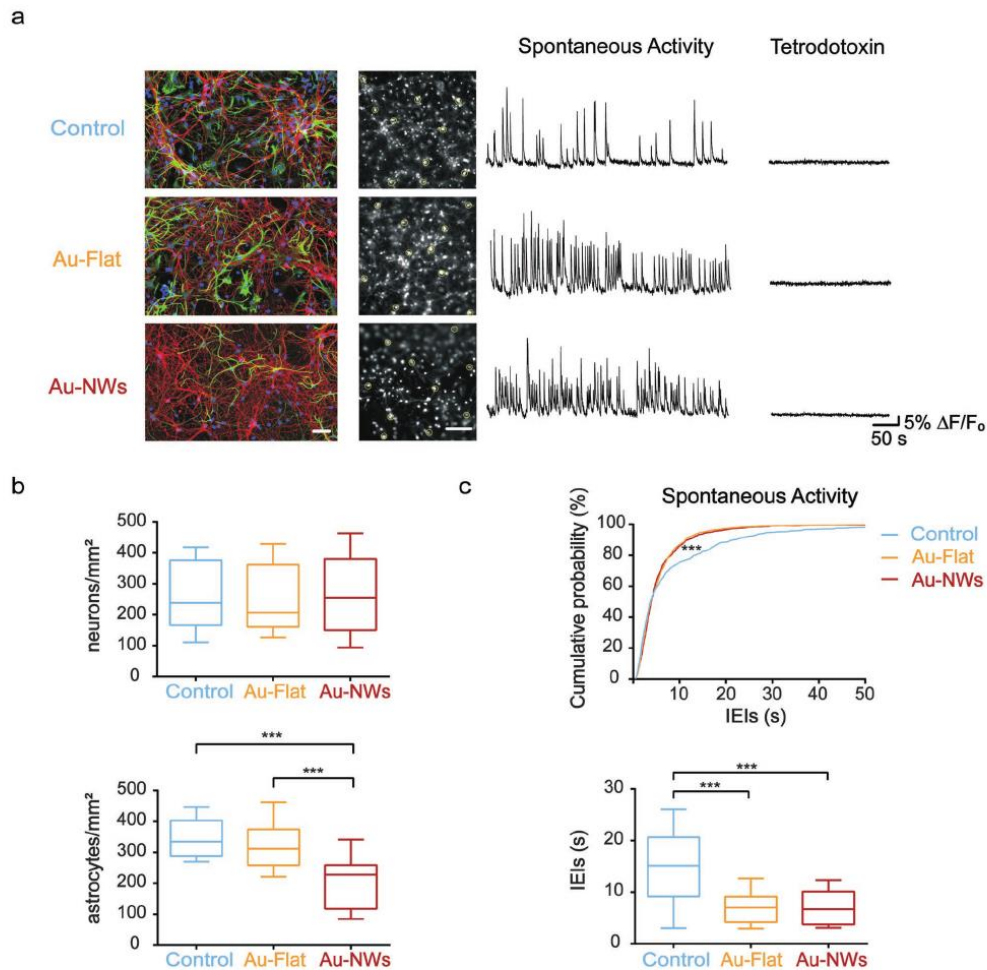 a
Spontaneous Activity Tetrodotoxin
Control
Au-Flat
Au-NWs
5% ΔF/F₀
50 s
b
500
400
300
200
100
0
neurons/mm²
Control Au-Flat Au-NWs
***
***
500
400
300
200
100
0
astrocytes/mm²
Control Au-Flat Au-NWs
c
Spontaneous Activity
100
80
60
40
20
0
Cumulative probability (%)
***
Control
Au-Flat
Au-NWs
10 20 30 40 50
IEIs (s)
***
***
30
20
10
0
IEIs (s)
Control Au-Flat Au-NWs